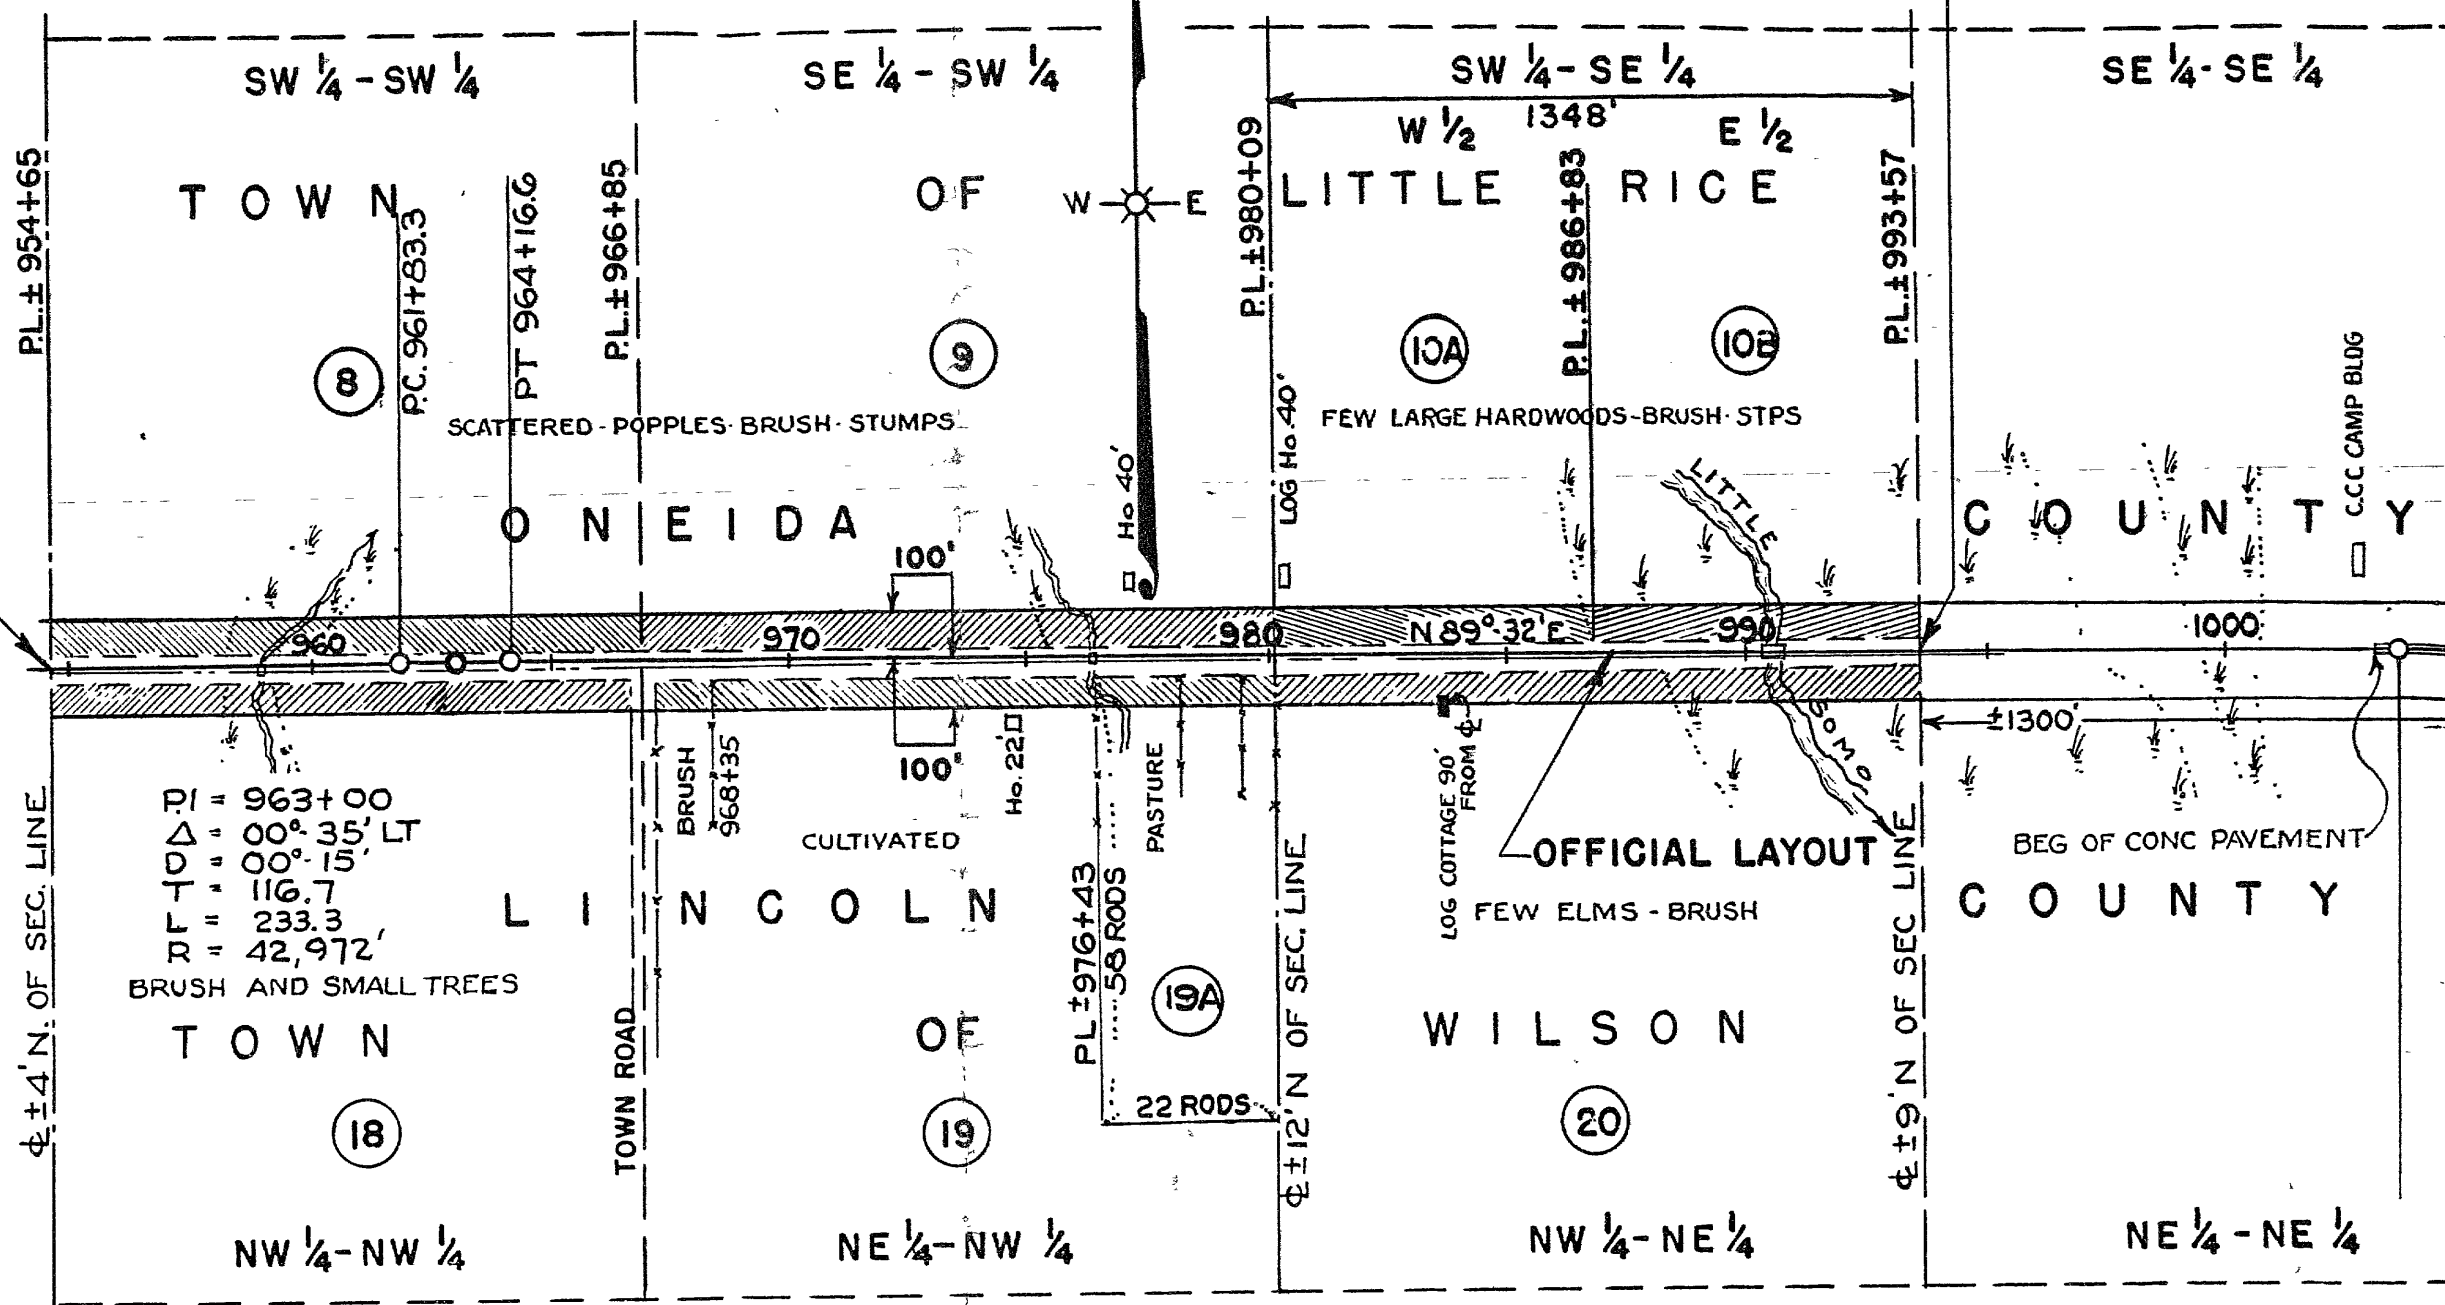 SW ¼ - SW ¼
SE ¼ - SW ¼
SW ¼ - SE ¼
SE ¼ - SE ¼
1348'
W ½
E ½
TOWN
OF
LITTLE RICE
W
E
P.L.± 954+65
P.C. 961+83.3
PT 964+16.6
P.L.± 966+85
P.L.± 980+09
P.L.± 986+83
P.L.± 993+57
8
9
10A
10B
SCATTERED - POPPLES - BRUSH - STUMPS
FEW LARGE HARDWOODS - BRUSH - STPS
Ho 40'
LOG Ho. 40'
C.C.C CAMP BLDG
LITTLE
ONEIDA
COUNTY
100'
960
970
980
N 89°-32' E
990
1000
100'
±1300'
SOMO
BRUSH
968+35
Ho. 22'
PASTURE
LOG COTTAGE 90'
FROM ℄
P.I = 963+00
Δ = 00°-35' LT
D = 00°-15'
T = 116.7
L = 233.3
R = 42,972'
CULTIVATED
OFFICIAL LAYOUT
BEG OF CONC PAVEMENT
BRUSH AND SMALL TREES
FEW ELMS - BRUSH
LINCOLN
COUNTY
℄ ±4' N. OF SEC. LINE
TOWN ROAD
PL ±976+43
58 RODS
℄ ±12' N OF SEC. LINE
℄ ±9' N OF SEC LINE
19A
TOWN
OF
WILSON
22 RODS
18
19
20
NW ¼ - NW ¼
NE ¼ - NW ¼
NW ¼ - NE ¼
NE ¼ - NE ¼